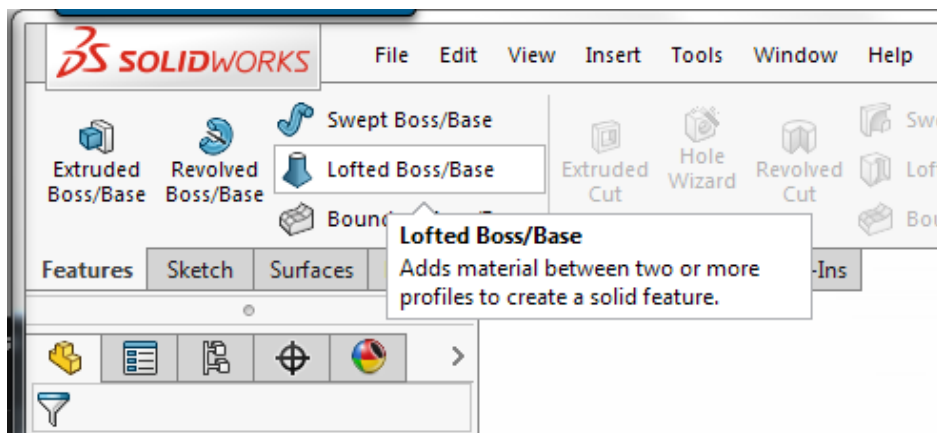 SOLIDWORKS File Edit View Insert Tools Window Help
Extruded Boss/Base
Revolved Boss/Base
Swept Boss/Base
Lofted Boss/Base
Extruded Cut
Hole Wizard
Revolved Cut
Lofted Boss/Base
Adds material between two or more
profiles to create a solid feature.
Features Sketch Surfaces
-Ins